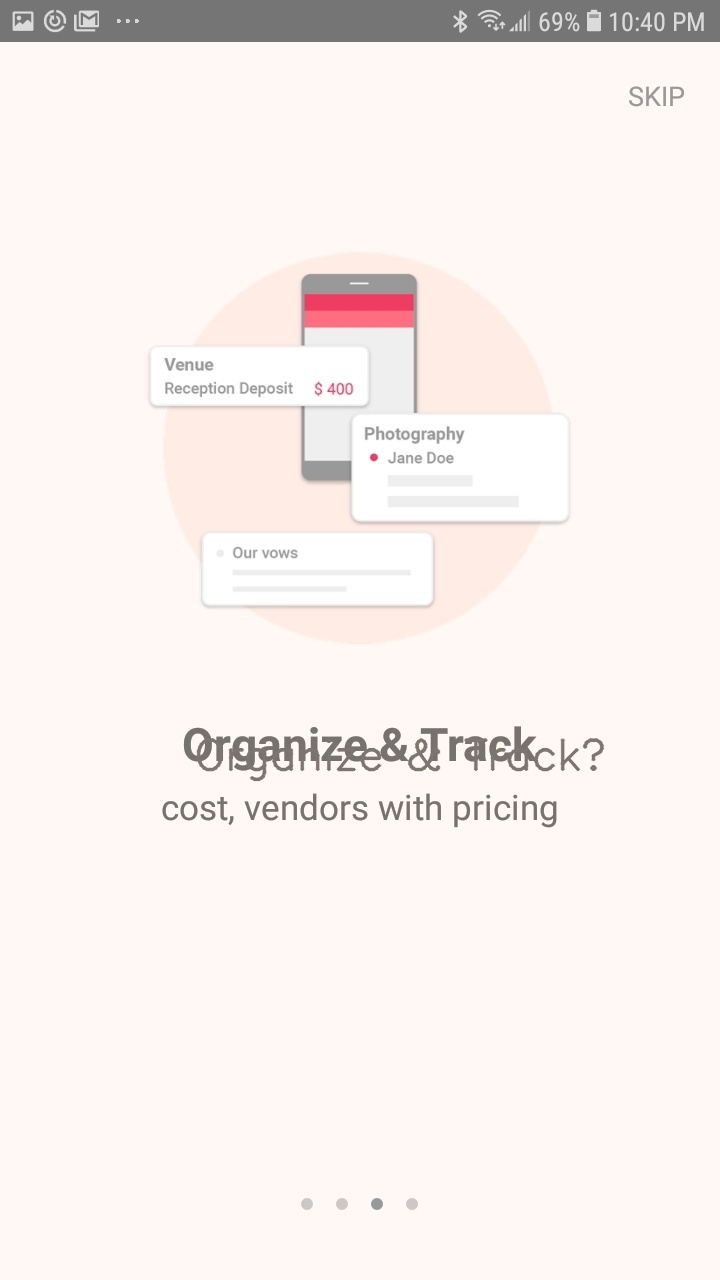 69% 10:40 PM
SKIP
Venue
Reception Deposit $ 400
Photography
Jane Doe
Our vows
Organize & Track
Organize & Track?
cost, vendors with pricing